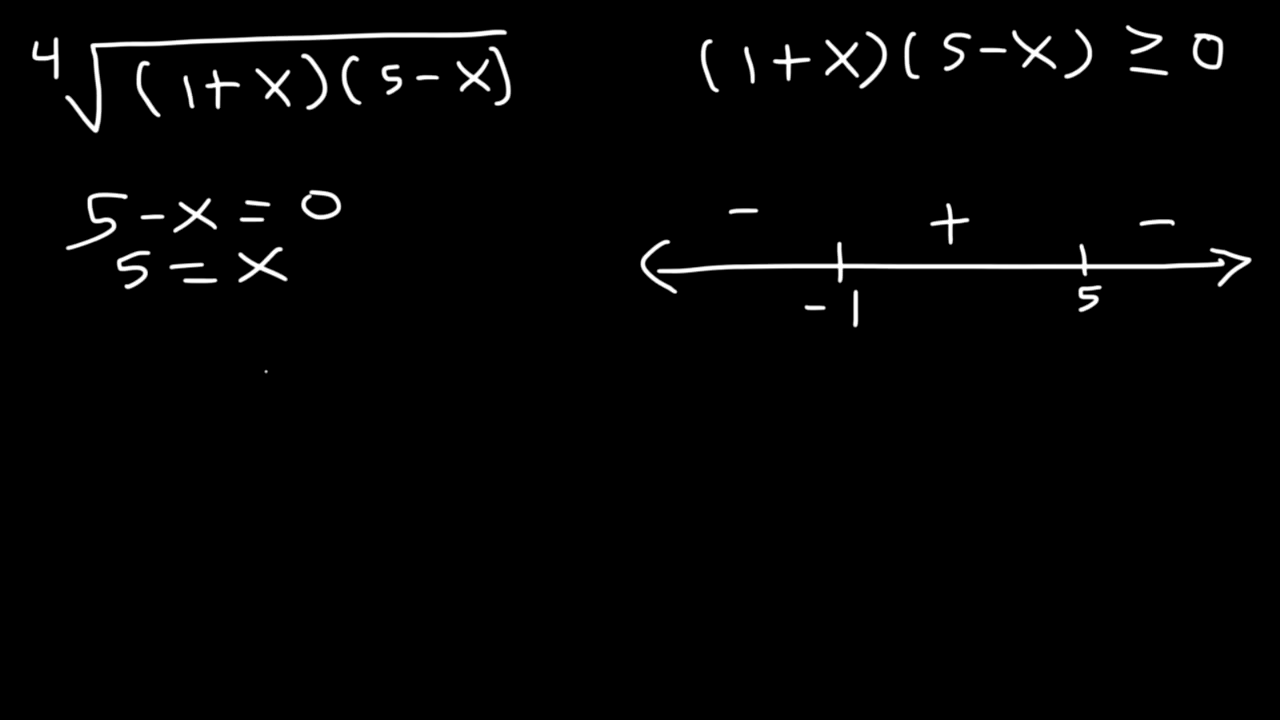 ⁴√(1+x)(5-x)
(1+x)(5-x) ≥ 0
5-x=0
5=x
- + -
-1 5